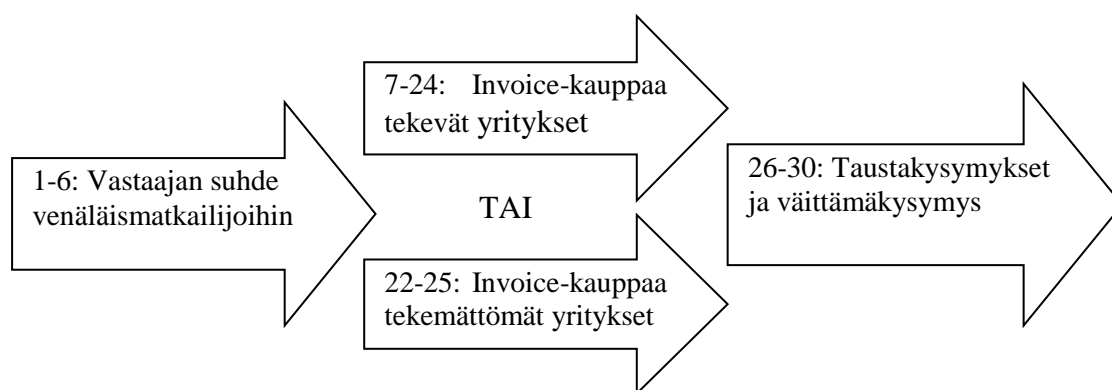 1-6: Vastaajan suhde
venäläismatkailijoihin
7-24: Invoice-kauppaa
tekevät yritykset
TAI
22-25: Invoice-kauppaa
tekemättömät yritykset
26-30: Taustakysymykset
ja väittämäkysymys